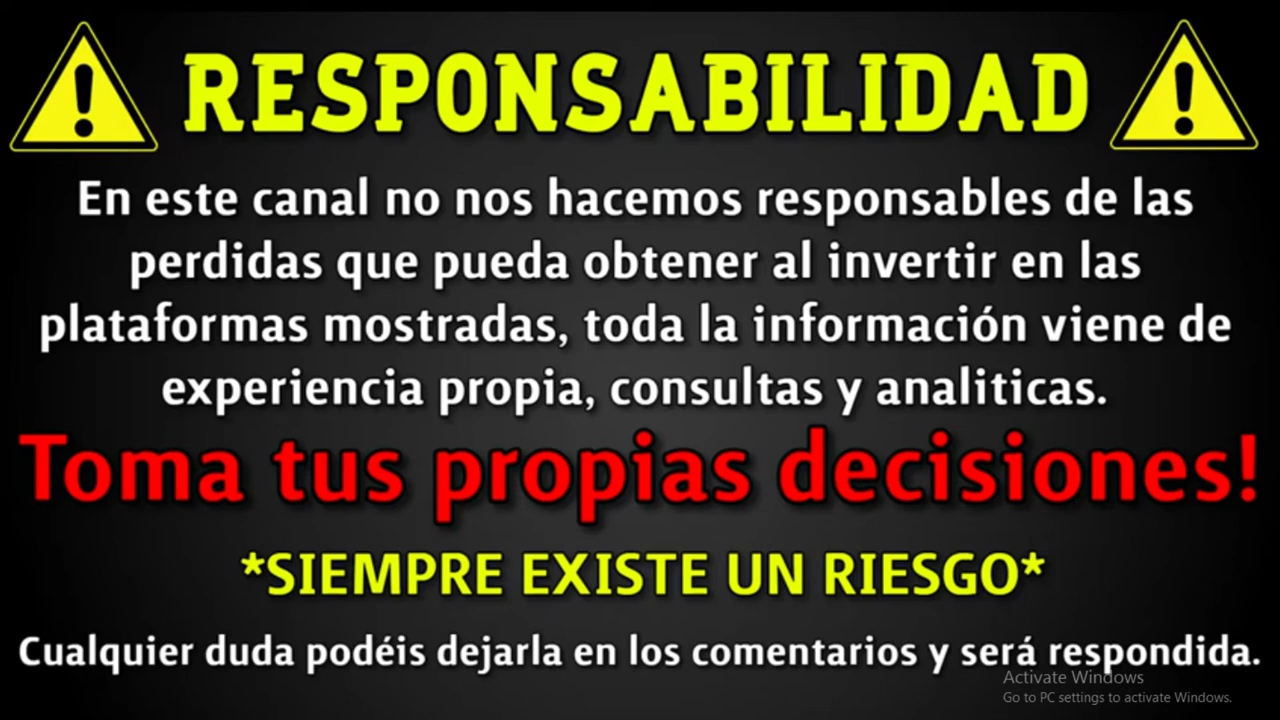 RESPONSABILIDAD
En este canal no nos hacemos responsables de las
perdidas que pueda obtener al invertir en las
plataformas mostradas, toda la información viene de
experiencia propia, consultas y analiticas.
Toma tus propias decisiones!
*SIEMPRE EXISTE UN RIESGO*
Cualquier duda podéis dejarla en los comentarios y será respondida.
Activate Windows
Go to PC settings to activate Windows.